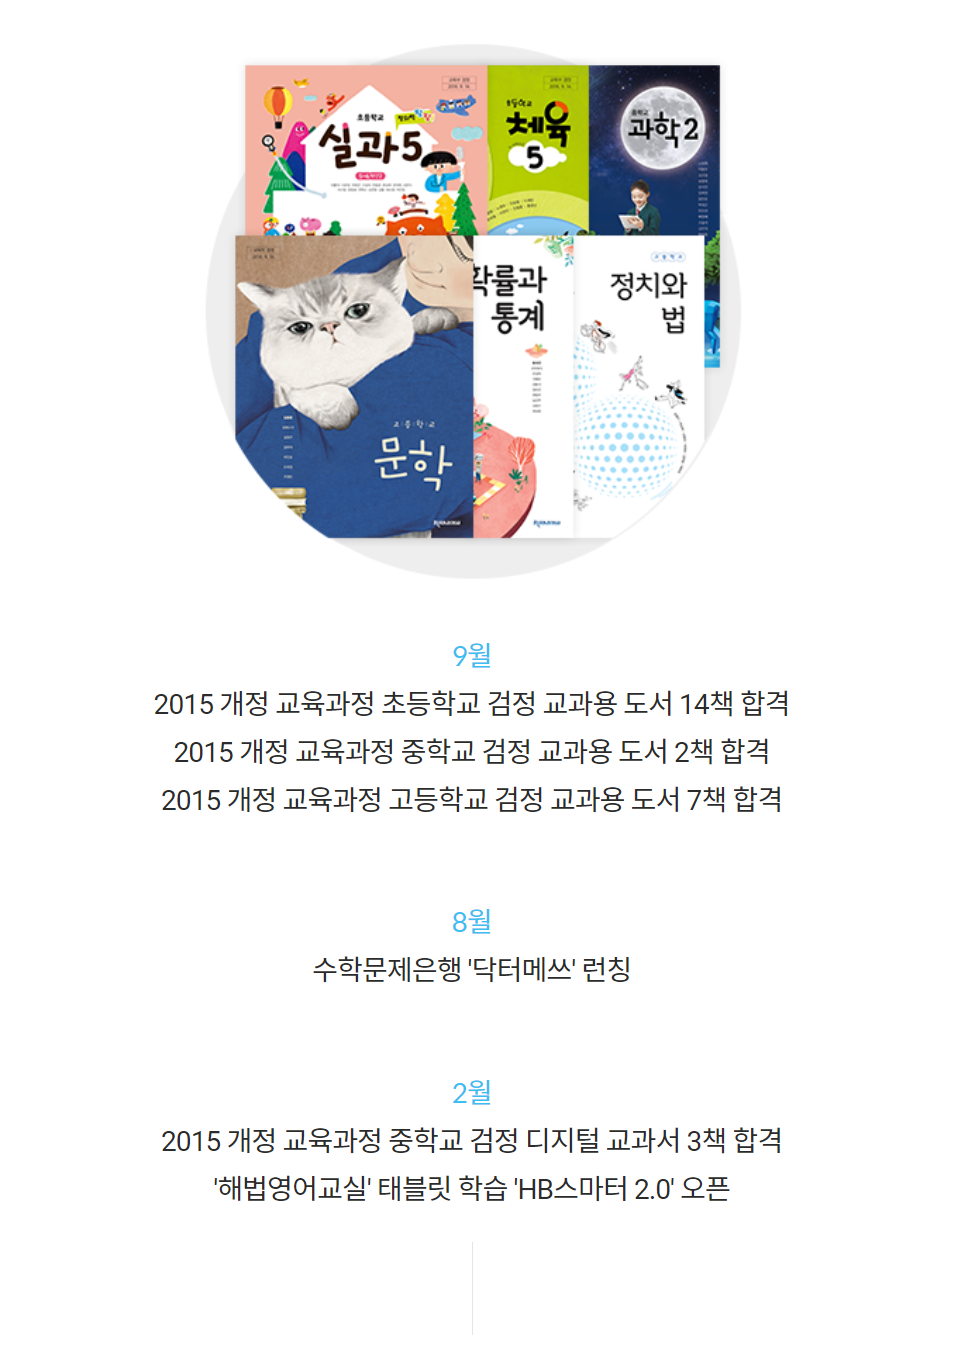 초등학교
창의력 팡팡
실과5
초등학교
체육
5
중학교
과학2
고등학교
문학
확률과
통계
고등학교
정치와
법
9월
2015 개정 교육과정 초등학교 검정 교과용 도서 14책 합격
2015 개정 교육과정 중학교 검정 교과용 도서 2책 합격
2015 개정 교육과정 고등학교 검정 교과용 도서 7책 합격
8월
수학문제은행 '닥터메쓰' 런칭
2월
2015 개정 교육과정 중학교 검정 디지털 교과서 3책 합격
'해법영어교실' 태블릿 학습 'HB스마터 2.0' 오픈